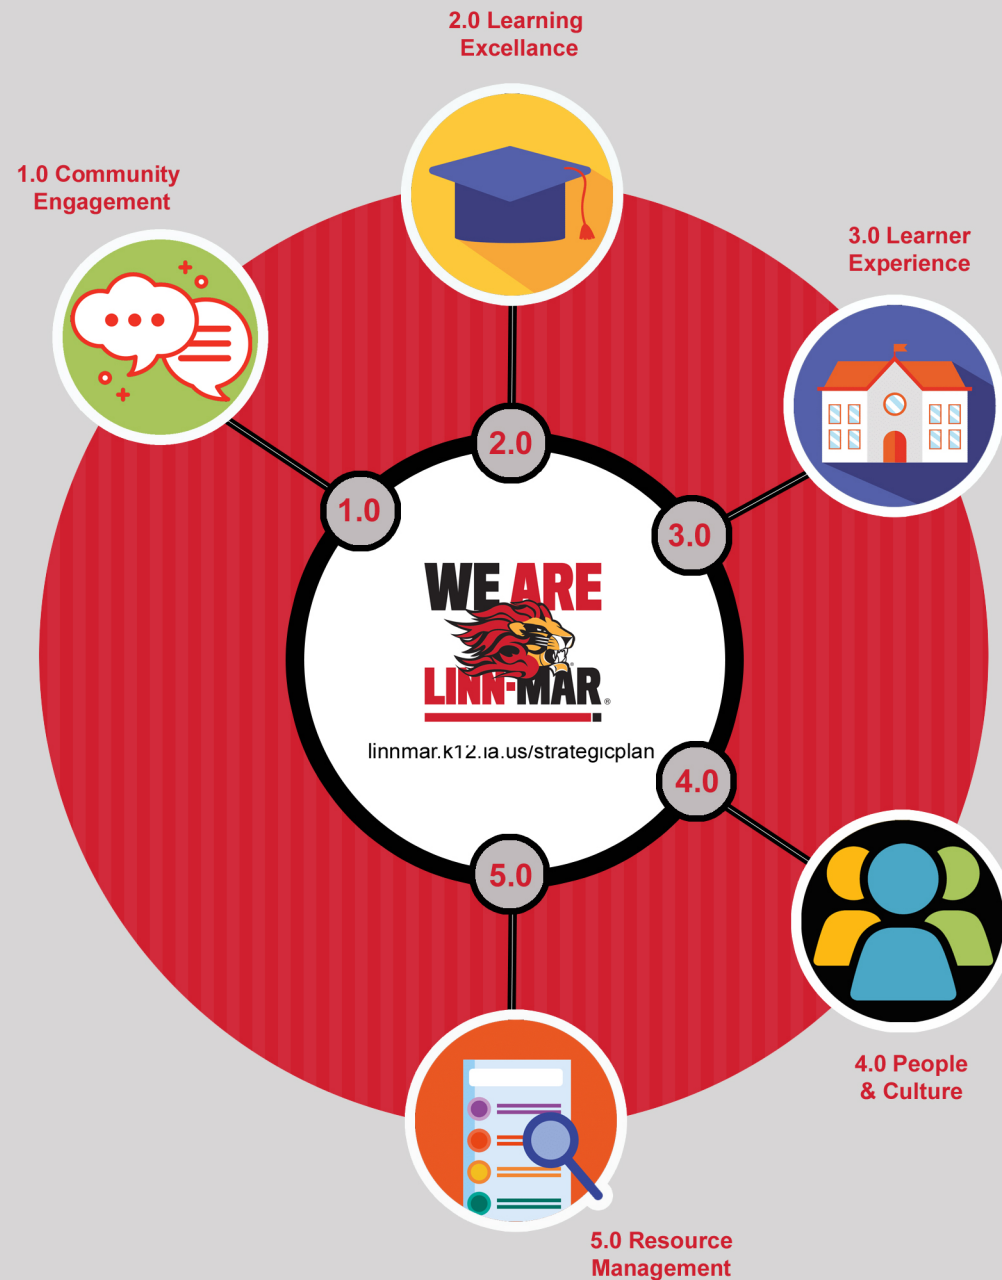 2.0 Learning
Excellance
1.0 Community
Engagement
3.0 Learner
Experience
2.0
1.0
3.0
WE ARE
LINN-MAR®
linnmar.k12.ia.us/strategicplan
4.0
5.0
4.0 People
& Culture
5.0 Resource
Management